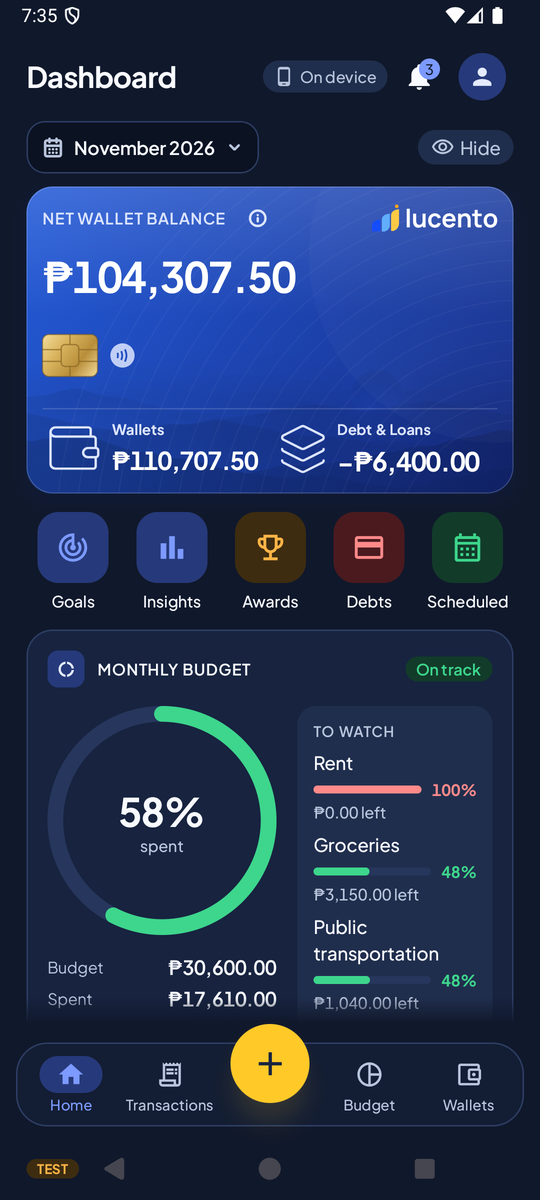 7:35
Dashboard
On device
3
November 2026
Hide
NET WALLET BALANCE
lucento
₱104,307.50
Wallets
₱110,707.50
Debt & Loans
-₱6,400.00
Goals
Insights
Awards
Debts
Scheduled
MONTHLY BUDGET
On track
58%
spent
Budget
₱30,600.00
Spent
₱17,610.00
TO WATCH
Rent
100%
₱0.00 left
Groceries
48%
₱3,150.00 left
Public
transportation
48%
₱1,040.00 left
Home
Transactions
Budget
Wallets
TEST